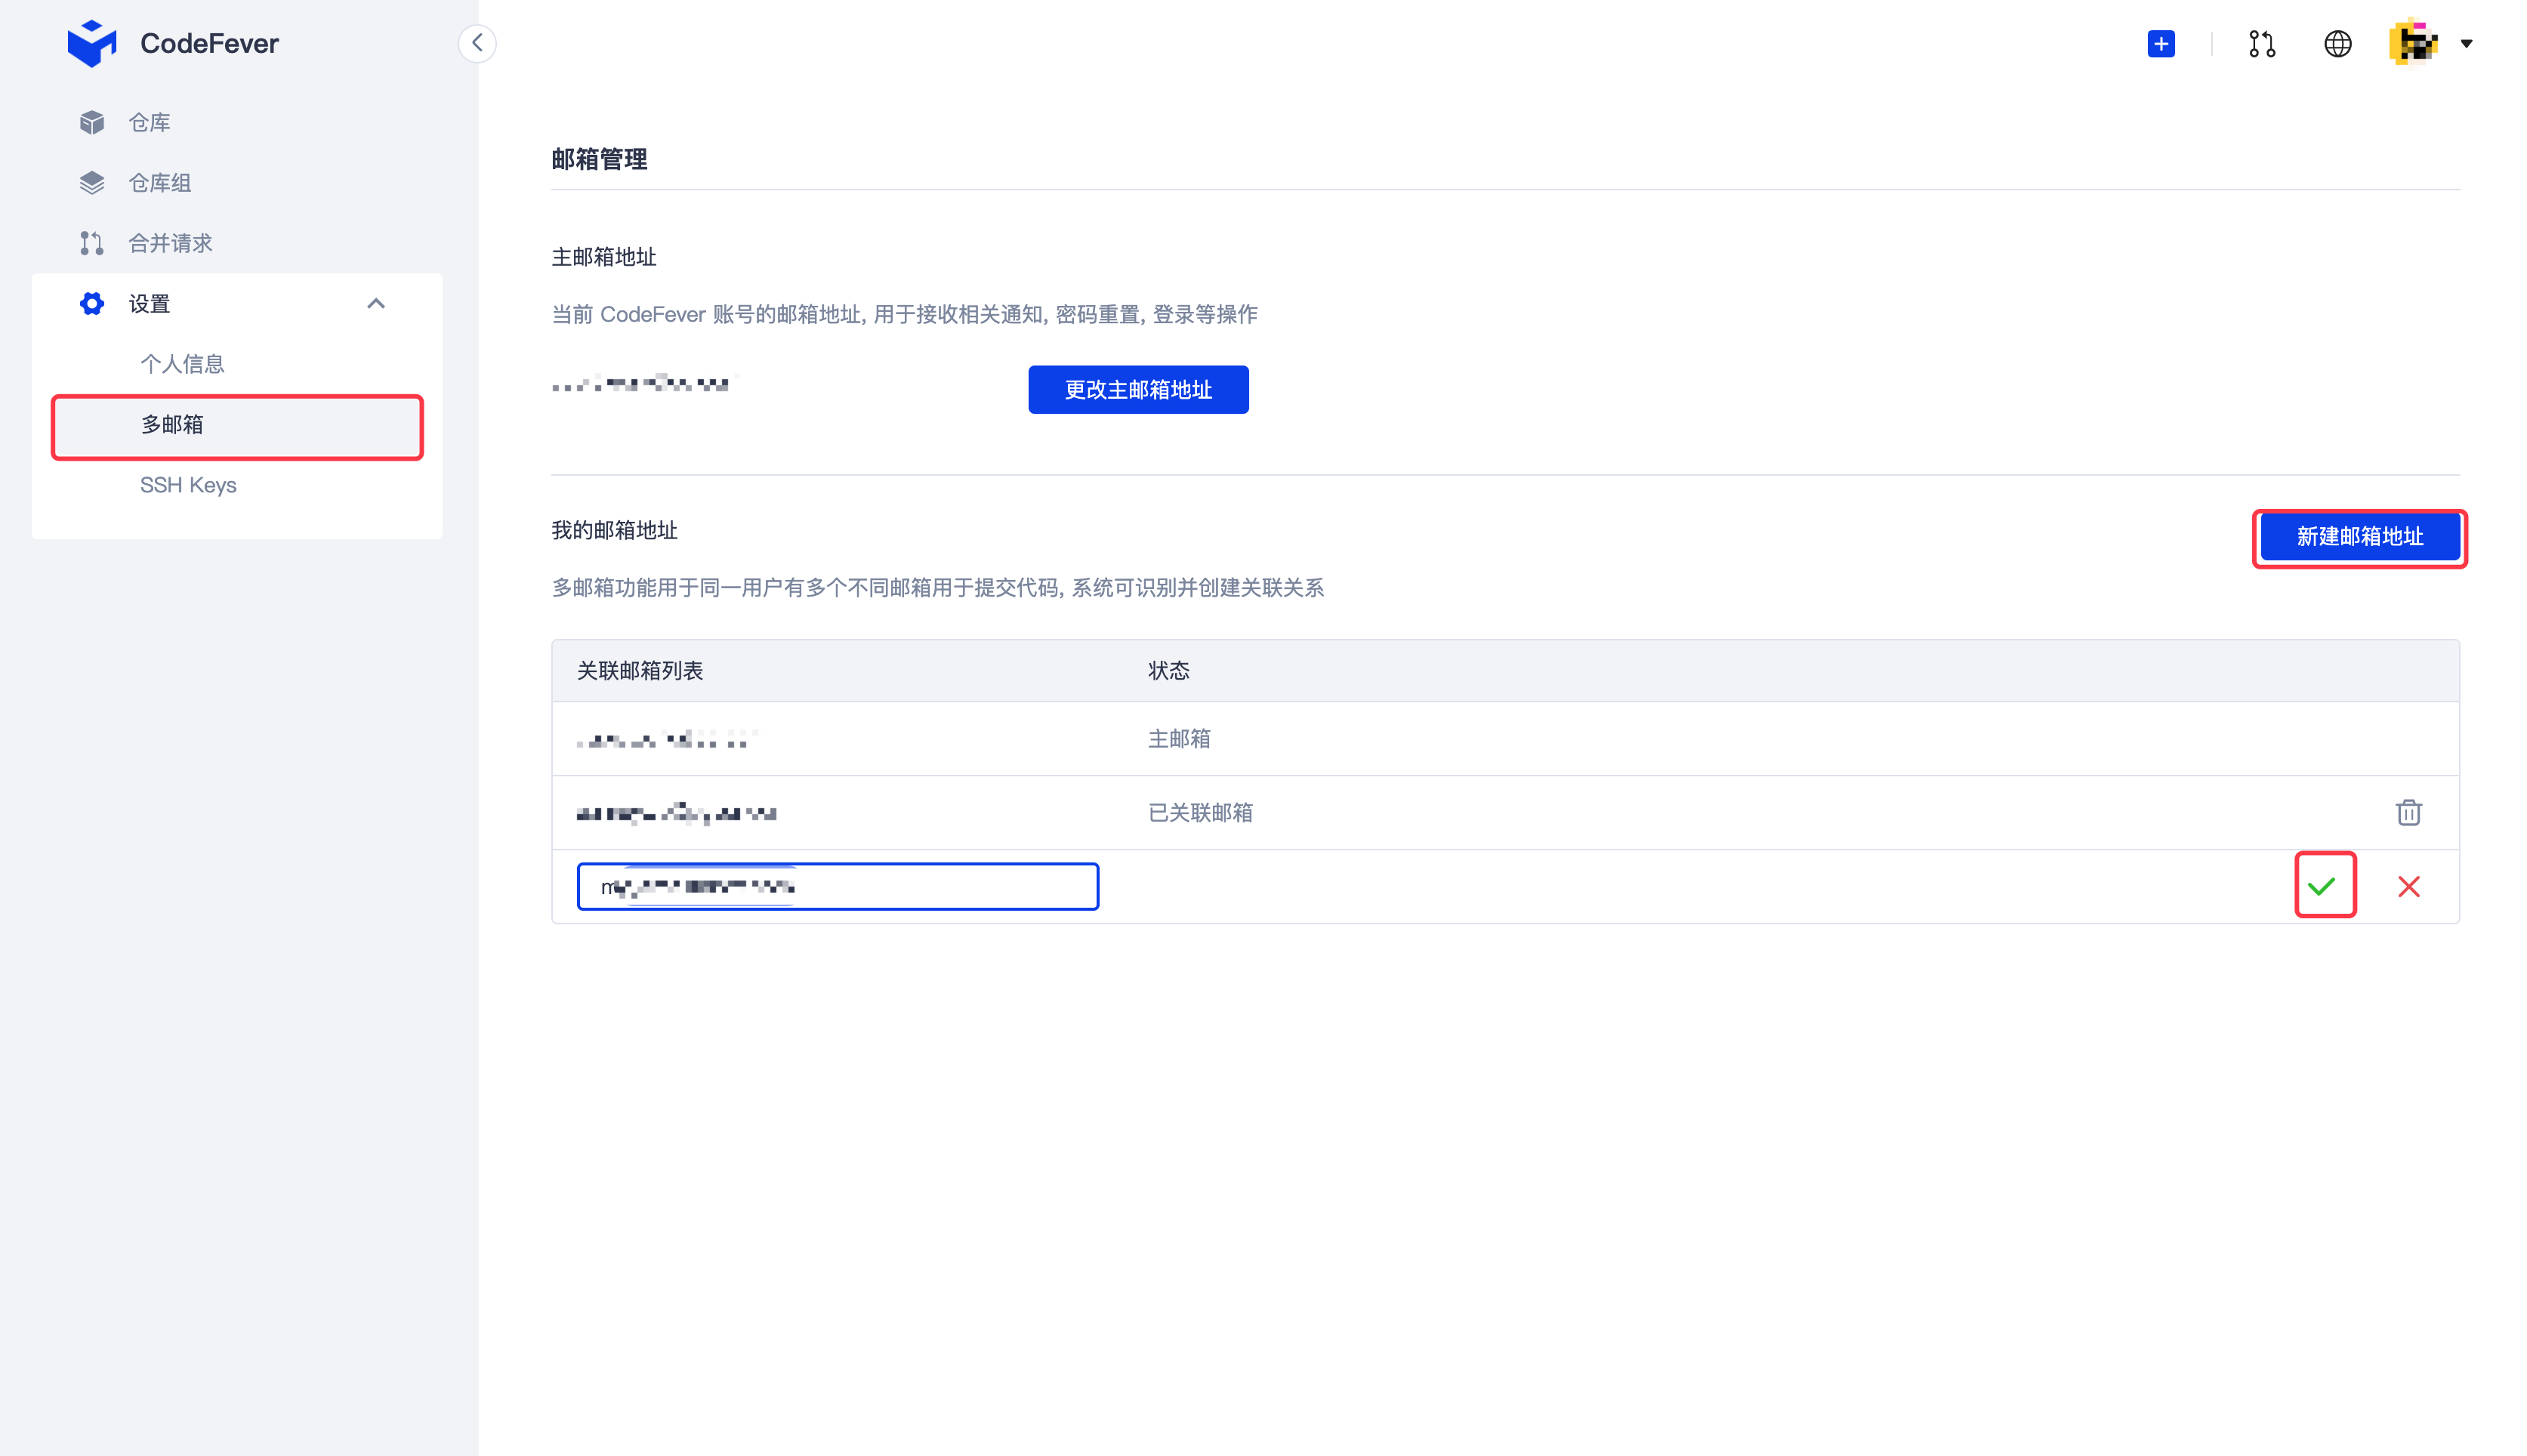 CodeFever
仓库
仓库组
合并请求
设置
个人信息
多邮箱
SSH Keys
邮箱管理
主邮箱地址
当前 CodeFever 账号的邮箱地址, 用于接收相关通知, 密码重置, 登录等操作
更改主邮箱地址
我的邮箱地址
新建邮箱地址
多邮箱功能用于同一用户有多个不同邮箱用于提交代码, 系统可识别并创建关联关系
关联邮箱列表 状态
主邮箱
已关联邮箱